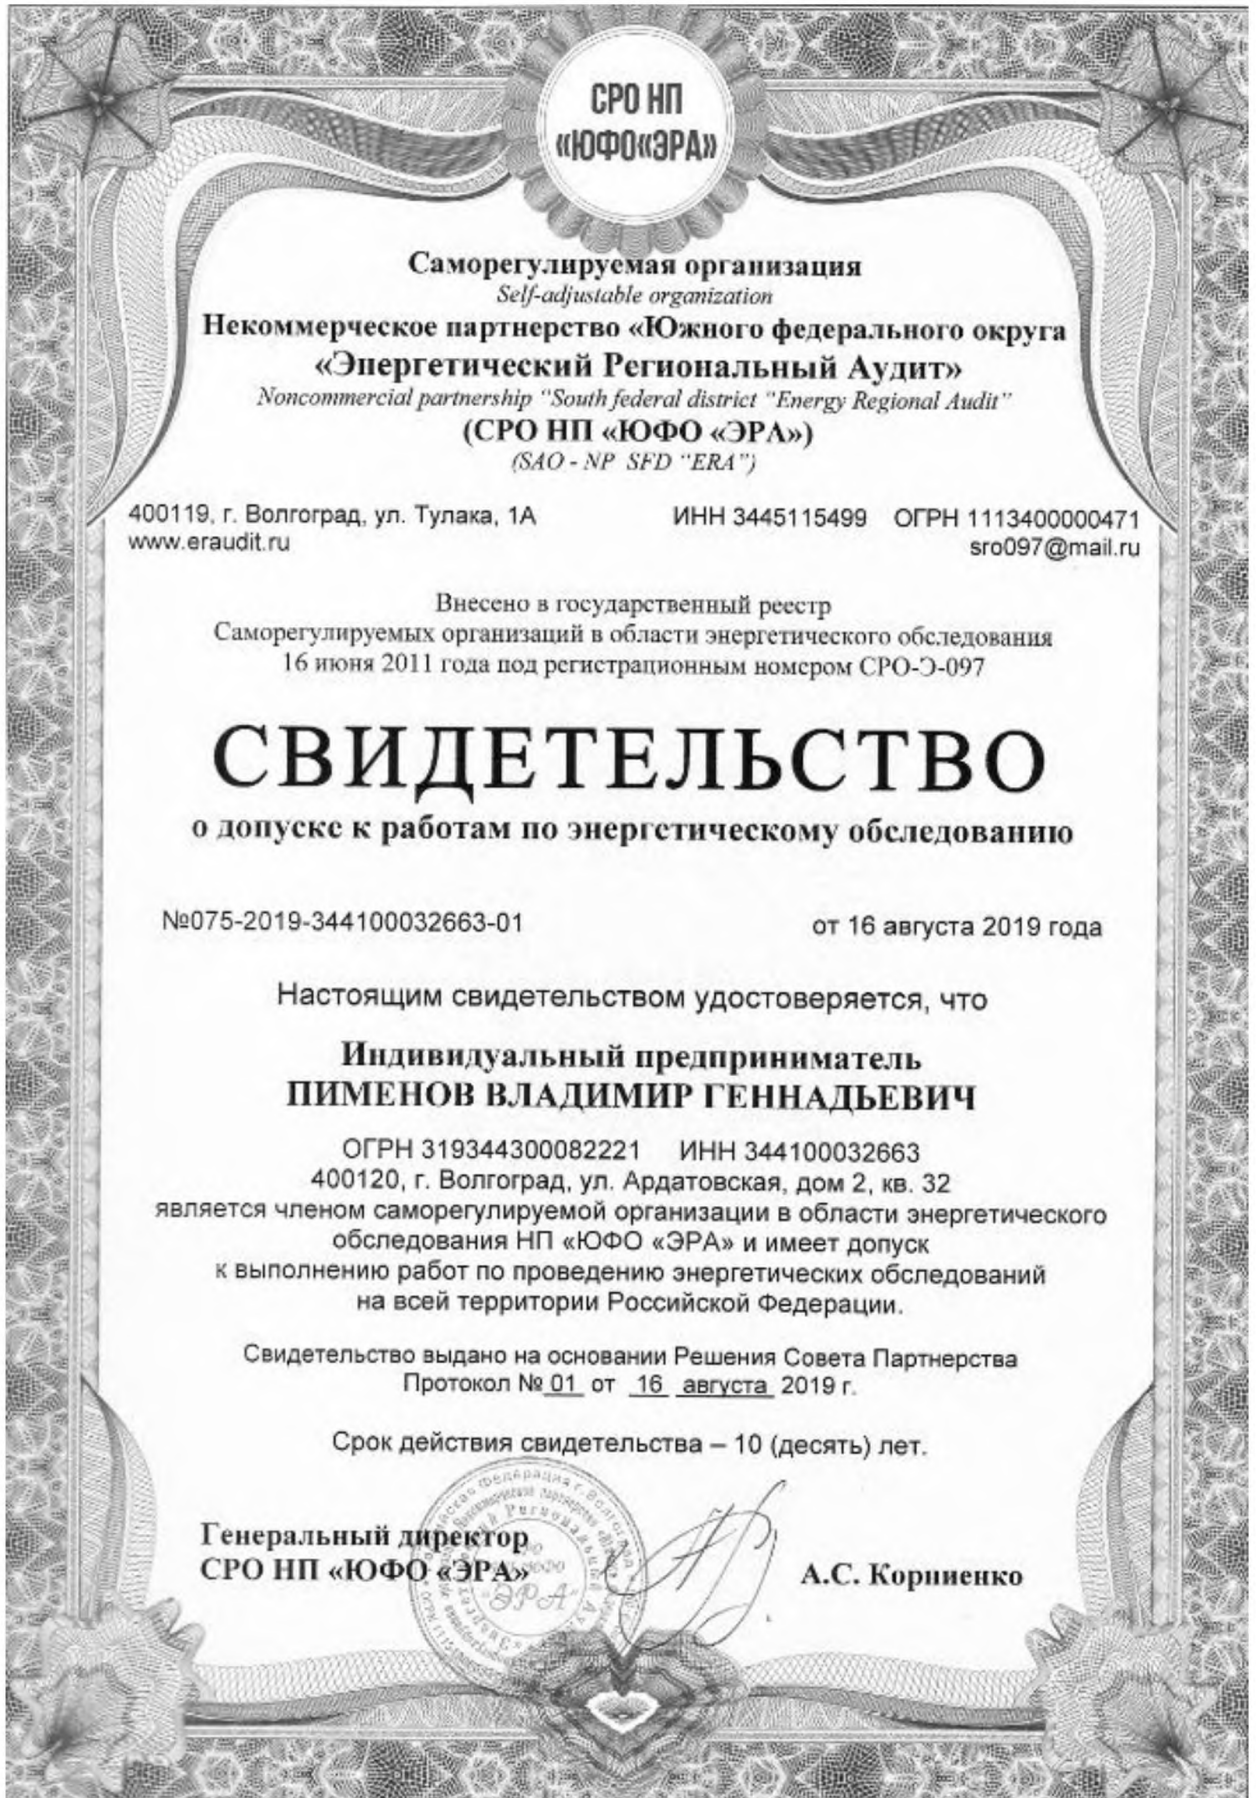 СРО НП
«ЮФО«ЭРА»
Саморегулируемая организация
Self-adjustable organization
Некоммерческое партнерство «Южного федерального округа
«Энергетический Региональный Аудит»
Noncommercial partnership "South federal district "Energy Regional Audit"
(СРО НП «ЮФО «ЭРА»)
(SAO - NP SFD "ERA")
400119, г. Волгоград, ул. Тулака, 1А ИНН 3445115499 ОГРН 1113400000471
www.eraudit.ru sro097@mail.ru
Внесено в государственный реестр
Саморегулируемых организаций в области энергетического обследования
16 июня 2011 года под регистрационным номером СРО-Э-097
СВИДЕТЕЛЬСТВО
о допуске к работам по энергетическому обследованию
№075-2019-344100032663-01 от 16 августа 2019 года
Настоящим свидетельством удостоверяется, что
Индивидуальный предприниматель
ПИМЕНОВ ВЛАДИМИР ГЕННАДЬЕВИЧ
ОГРН 319344300082221 ИНН 344100032663
400120, г. Волгоград, ул. Ардатовская, дом 2, кв. 32
является членом саморегулируемой организации в области энергетического
обследования НП «ЮФО «ЭРА» и имеет допуск
к выполнению работ по проведению энергетических обследований
на всей территории Российской Федерации.
Свидетельство выдано на основании Решения Совета Партнерства
Протокол № 01 от 16 августа 2019 г.
Срок действия свидетельства – 10 (десять) лет.
Генеральный директор
СРО НП «ЮФО «ЭРА» А.С. Корниенко
"ЭРА"